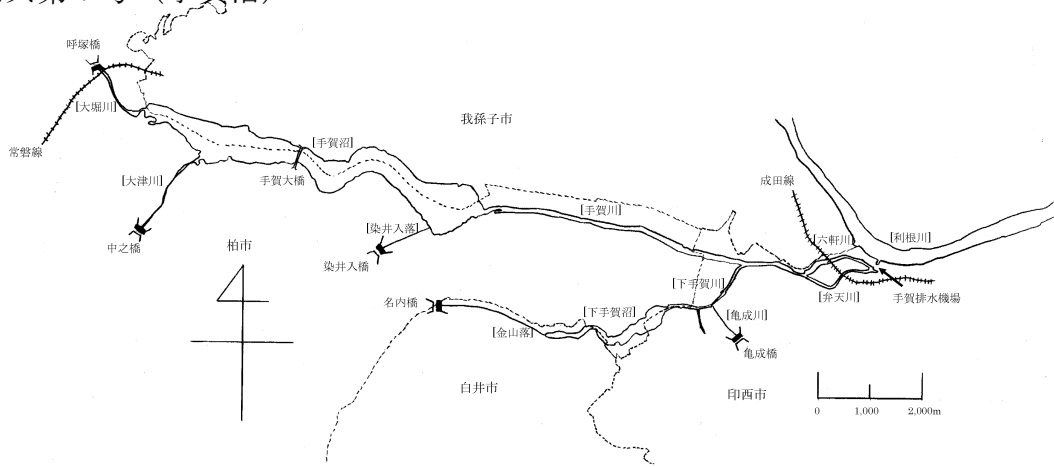 呼塚橋
[大堀川]
我孫子市
[手賀沼]
常磐線
[大津川]
手賀大橋
成田線
[手賀川]
[染井入落]
[六軒川]
[利根川]
中之橋
柏市
染井入橋
[下手賀川]
[弁天川]
手賀排水機場
名内橋
[下手賀沼]
[亀成川]
[金山落]
亀成橋
白井市
印西市
0 1,000 2,000m